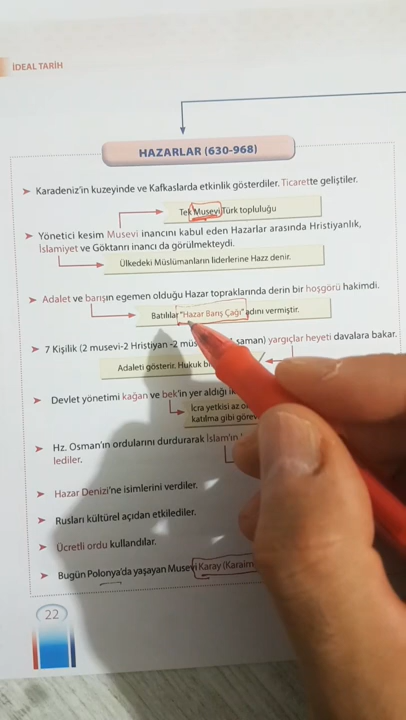 İDEAL TARİH
HAZARLAR (630-968)
➤ Karadeniz'in kuzeyinde ve Kafkaslarda etkinlik gösterdiler. Ticarette geliştiler.
Tek Musevi Türk topluluğu
➤ Yönetici kesim Musevi inancını kabul eden Hazarlar arasında Hristiyanlık,
İslamiyet ve Göktanrı inancı da görülmekteydi.
Ülkedeki Müslümanların liderlerine Hazz denir.
➤ Adalet ve barışın egemen olduğu Hazar topraklarında derin bir hoşgörü hakimdi.
Batılılar "Hazar Barış Çağı" adını vermiştir.
➤ 7 Kişilik (2 musevi-2 Hristiyan -2 müs şaman) yargıçlar heyeti davalara bakar.
Adaleti gösterir. Hukuk
➤ Devlet yönetimi kağan ve bek'in yer aldığı
İcra yetkisi az
katılma gibi
➤ Hz. Osman'ın ordularını durdurarak İslam'ın
lediler.
➤ Hazar Denizi'ne isimlerini verdiler.
➤ Rusları kültürel açıdan etkilediler.
➤ Ücretli ordu kullandılar.
➤ Bugün Polonya'da yaşayan Musevi Karay (Karaim)
22